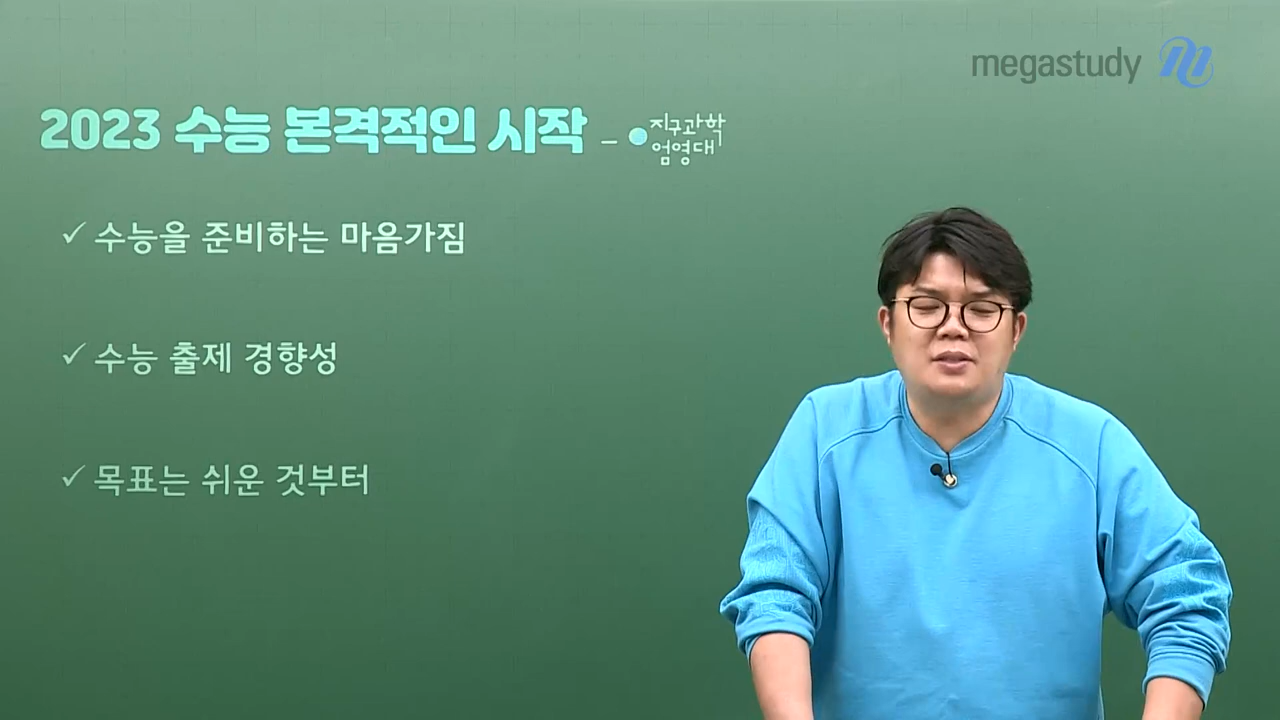 megastudy
2023 수능 본격적인 시작 – 지구과학
엄영대
✓ 수능을 준비하는 마음가짐
✓ 수능 출제 경향성
✓ 목표는 쉬운 것부터